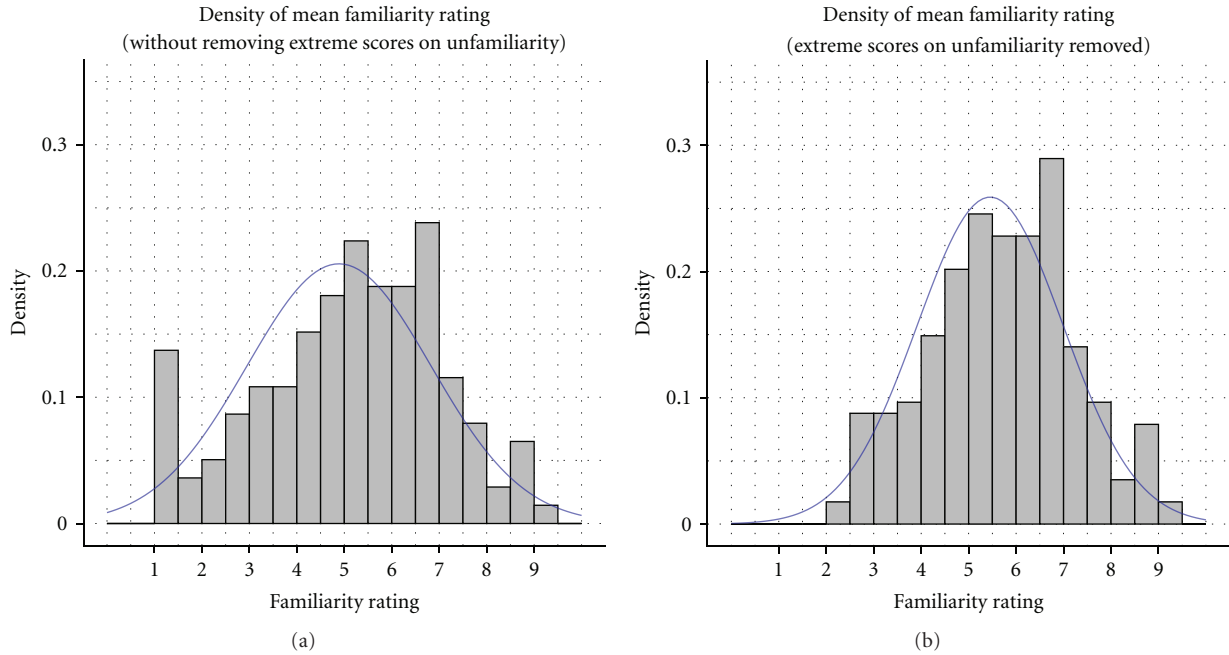 Density of mean familiarity rating
(without removing extreme scores on unfamiliarity)
0.3
0.2
0.1
0
Density
1 2 3 4 5 6 7 8 9
Familiarity rating
(a)
Density of mean familiarity rating
(extreme scores on unfamiliarity removed)
0.3
0.2
0.1
0
Density
1 2 3 4 5 6 7 8 9
Familiarity rating
(b)